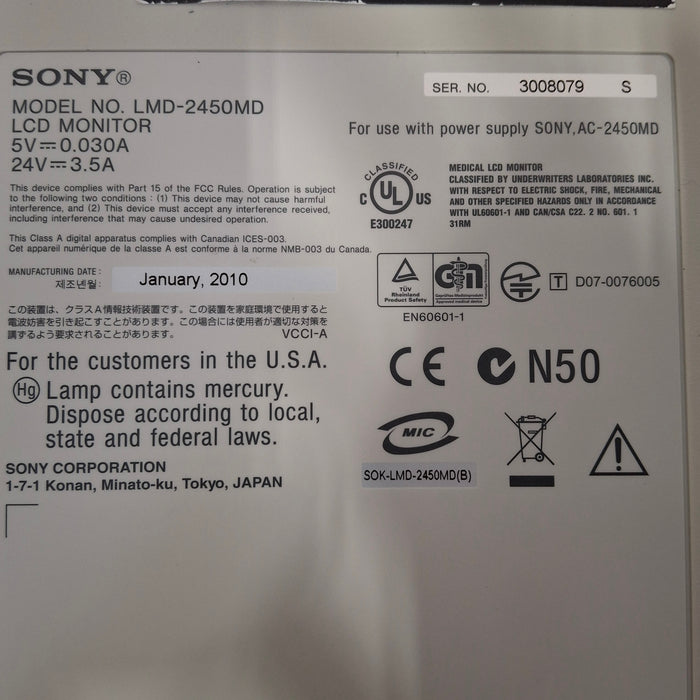 SONY®
MODEL NO. LMD-2450MD
LCD MONITOR
5V⎓0.030A
24V⎓3.5A
This device complies with Part 15 of the FCC Rules. Operation is subject
to the following two conditions : (1) This device may not cause harmful
interference, and (2) This device must accept any interference received,
including interference that may cause undesired operation.
This Class A digital apparatus complies with Canadian ICES-003.
Cet appareil numérique de la classe A est conforme à la norme NMB-003 du Canada.
MANUFACTURING DATE :
제조년월 :
January, 2010
この装置は、クラスA情報技術装置です。この装置を家庭環境で使用すると
電波妨害を引き起こすことがあります。この場合には使用者が適切な対策を
講ずるよう要求されることがあります。 VCCI-A
For the customers in the U.S.A.
Hg Lamp contains mercury.
Dispose according to local,
state and federal laws.
SONY CORPORATION
1-7-1 Konan, Minato-ku, Tokyo, JAPAN
SER. NO. 3008079 S
For use with power supply SONY,AC-2450MD
CLASSIFIED
C UL US
E300247
MEDICAL LCD MONITOR
CLASSIFIED BY UNDERWRITERS LABORATORIES INC.
WITH RESPECT TO ELECTRIC SHOCK, FIRE, MECHANICAL
AND OTHER SPECIFIED HAZARDS ONLY IN ACCORDANCE
WITH UL60601-1 AND CAN/CSA C22. 2 NO. 601. 1
31RM
TÜV
Rheinland
Product Safety
geprüftes Medizinprodukt
Approved medical device
EN60601-1
T D07-0076005
CE N50
MIC
SOK-LMD-2450MD(B)